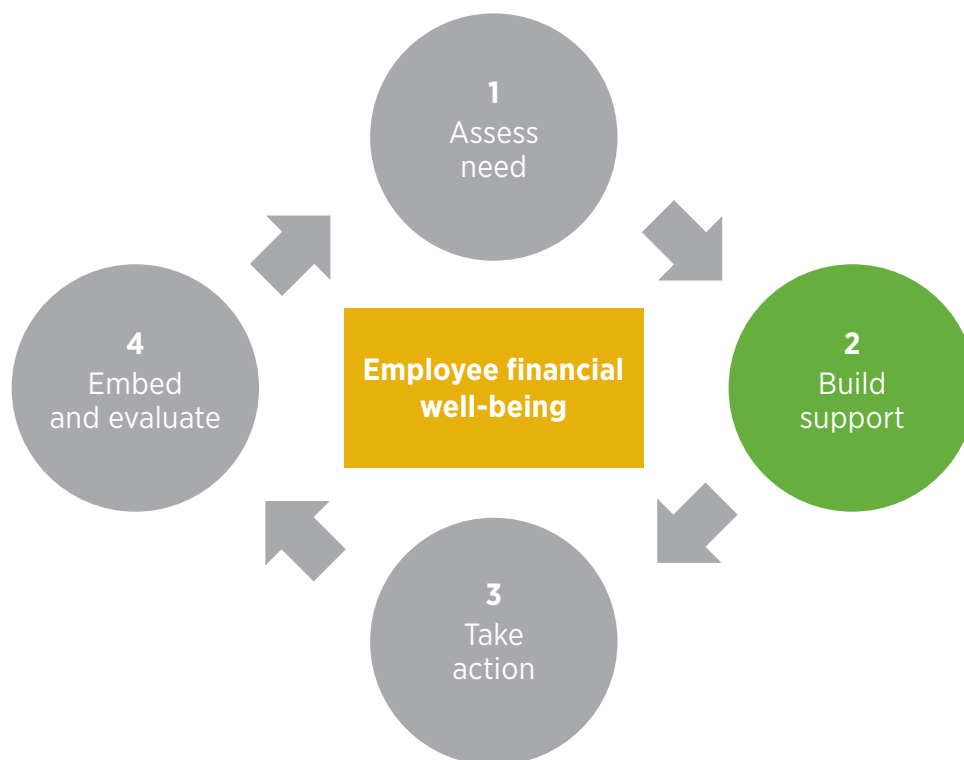 1
Assess
need
2
Build
support
3
Take
action
4
Embed
and evaluate
Employee financial
well-being